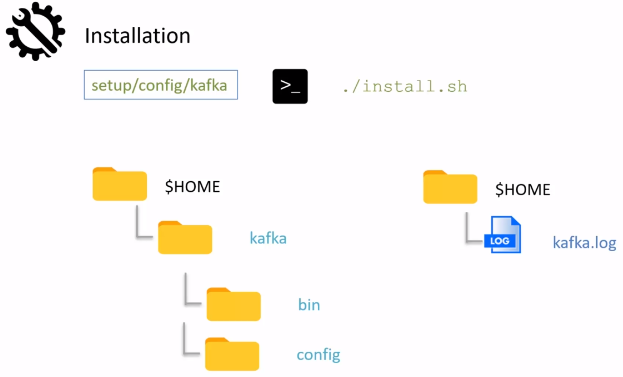 Installation
setup/config/kafka
>_
./install.sh
$HOME
kafka
bin
config
$HOME
LOG
kafka.log